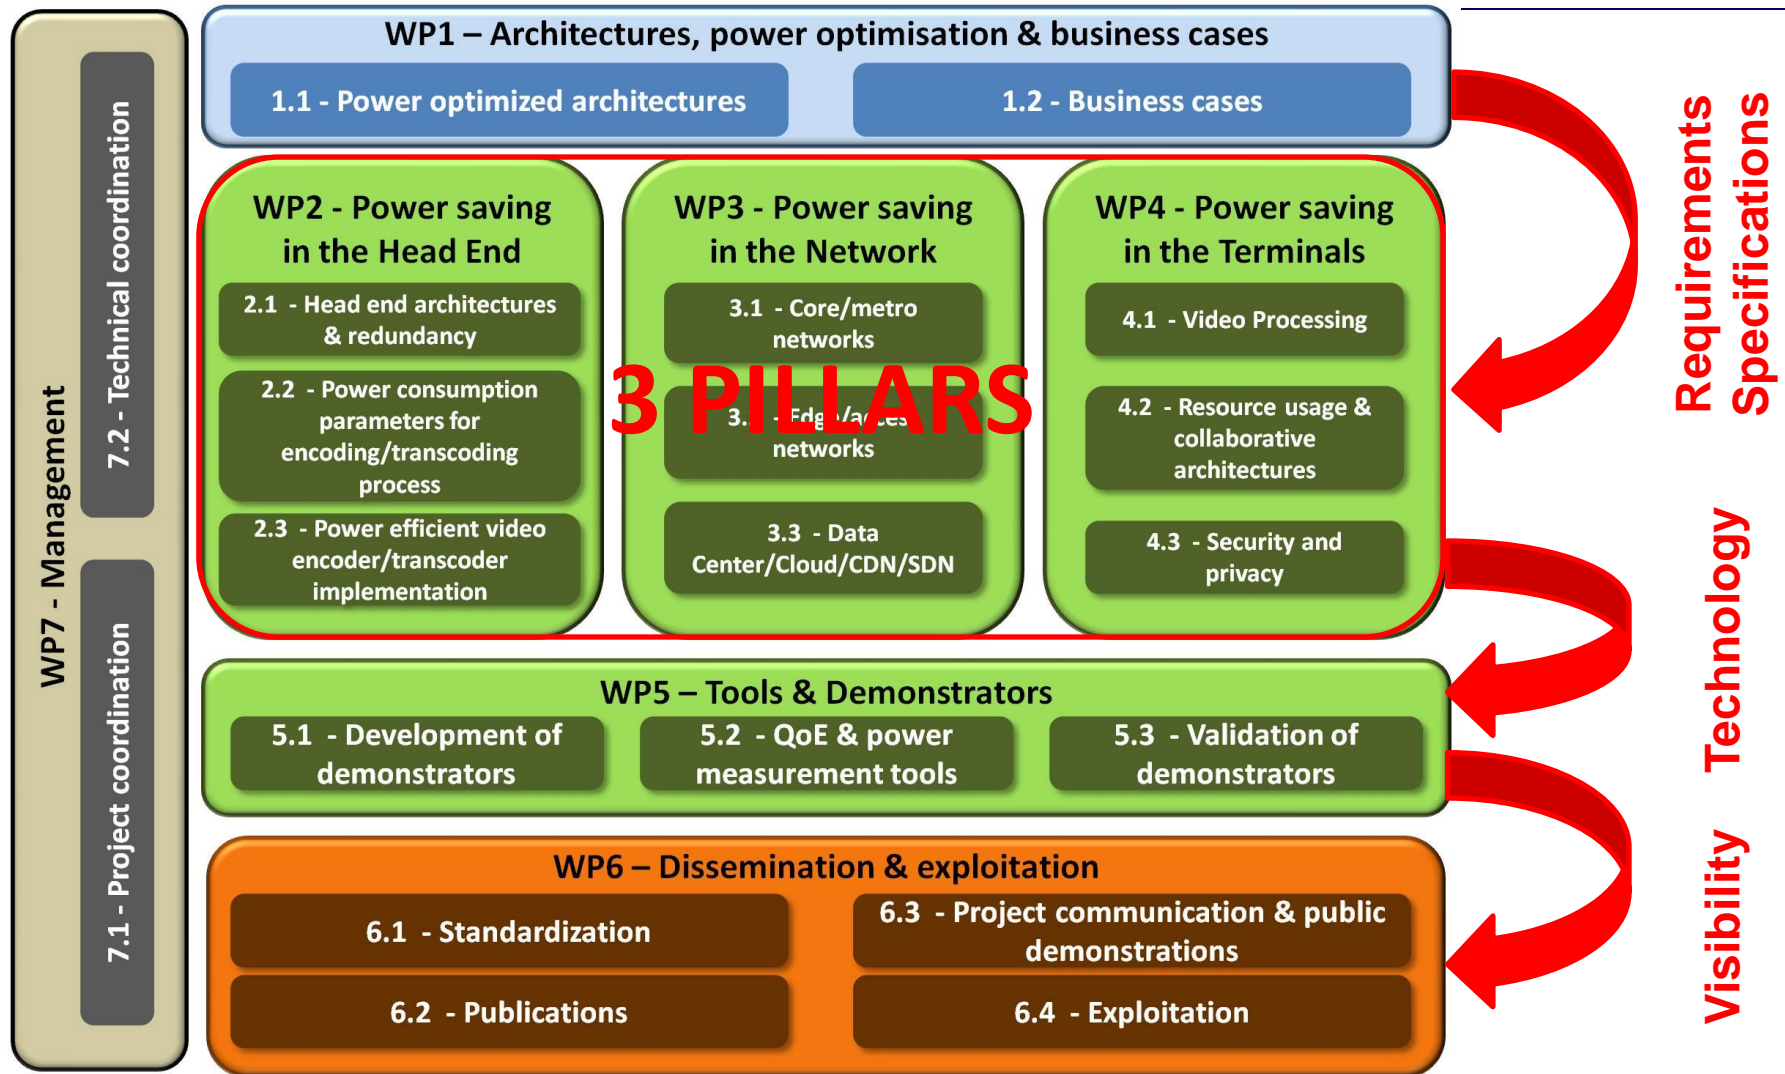 WP1 – Architectures, power optimisation & business cases
1.1 - Power optimized architectures
1.2 - Business cases
WP7 - Management
7.2 - Technical coordination
7.1 - Project coordination
WP2 - Power saving
in the Head End
2.1 - Head end architectures
& redundancy
2.2 - Power consumption
parameters for
encoding/transcoding
process
2.3 - Power efficient video
encoder/transcoder
implementation
WP3 - Power saving
in the Network
3.1 - Core/metro
networks
3 PILLARS
Edge/access
networks
3.3 - Data
Center/Cloud/CDN/SDN
WP4 - Power saving
in the Terminals
4.1 - Video Processing
4.2 - Resource usage &
collaborative
architectures
4.3 - Security and
privacy
WP5 – Tools & Demonstrators
5.1 - Development of
demonstrators
5.2 - QoE & power
measurement tools
5.3 - Validation of
demonstrators
WP6 – Dissemination & exploitation
6.1 - Standardization
6.2 - Publications
6.3 - Project communication & public
demonstrations
6.4 - Exploitation
Requirements
Specifications
Technology
Visibility